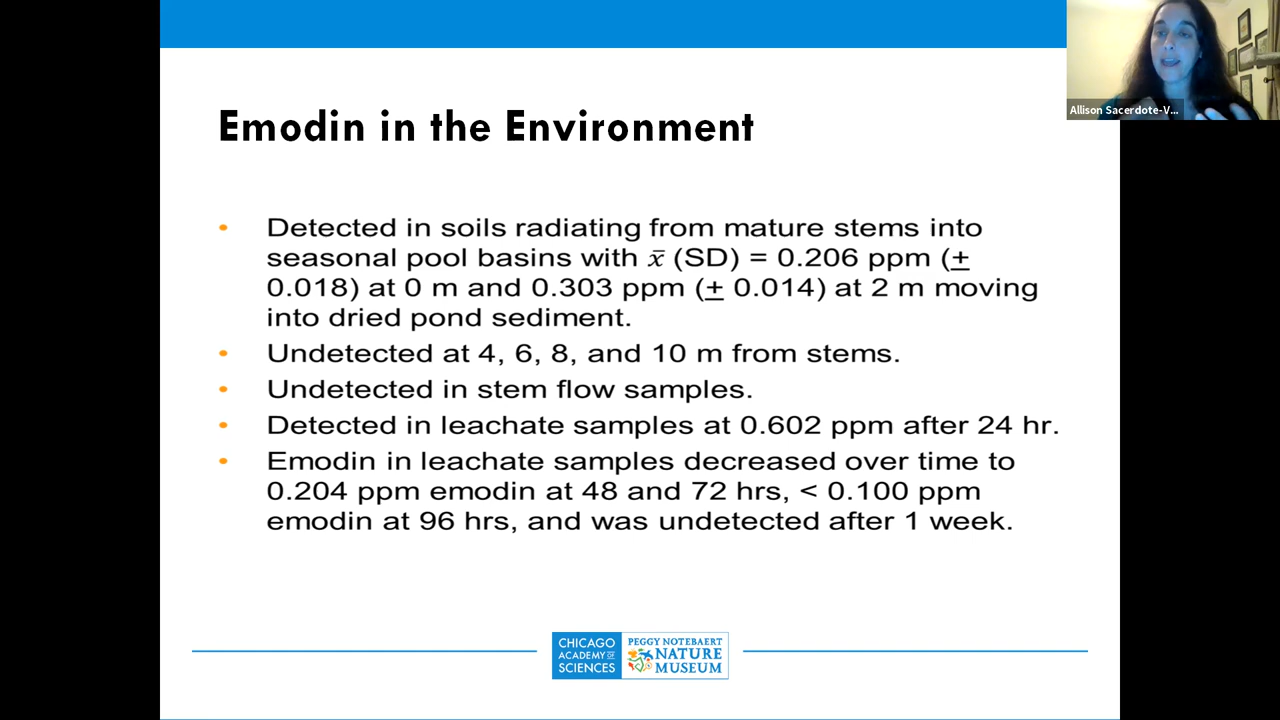 Allison Sacerdote-V...
Emodin in the Environment
• Detected in soils radiating from mature stems into
seasonal pool basins with x̄ (SD) = 0.206 ppm (±
0.018) at 0 m and 0.303 ppm (± 0.014) at 2 m moving
into dried pond sediment.
• Undetected at 4, 6, 8, and 10 m from stems.
• Undetected in stem flow samples.
• Detected in leachate samples at 0.602 ppm after 24 hr.
• Emodin in leachate samples decreased over time to
0.204 ppm emodin at 48 and 72 hrs, < 0.100 ppm
emodin at 96 hrs, and was undetected after 1 week.
CHICAGO
ACADEMY OF
SCIENCES
PEGGY NOTEBAERT
NATURE
MUSEUM